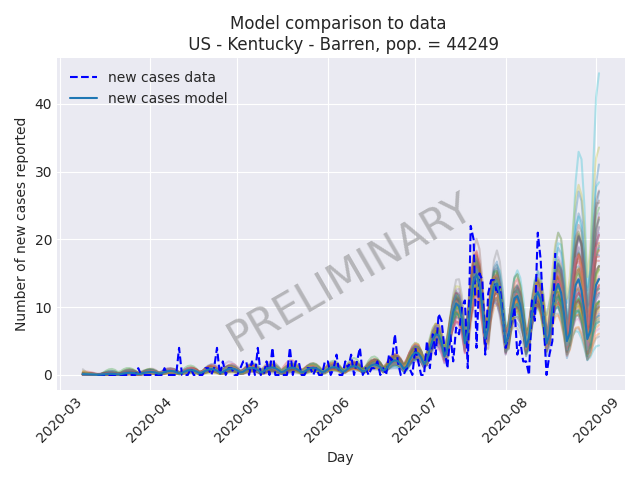 Model comparison to data
US - Kentucky - Barren, pop. = 44249
new cases data
new cases model
Number of new cases reported
40
30
20
10
0
PRELIMINARY
2020-03
2020-04
2020-05
2020-06
2020-07
2020-08
2020-09
Day